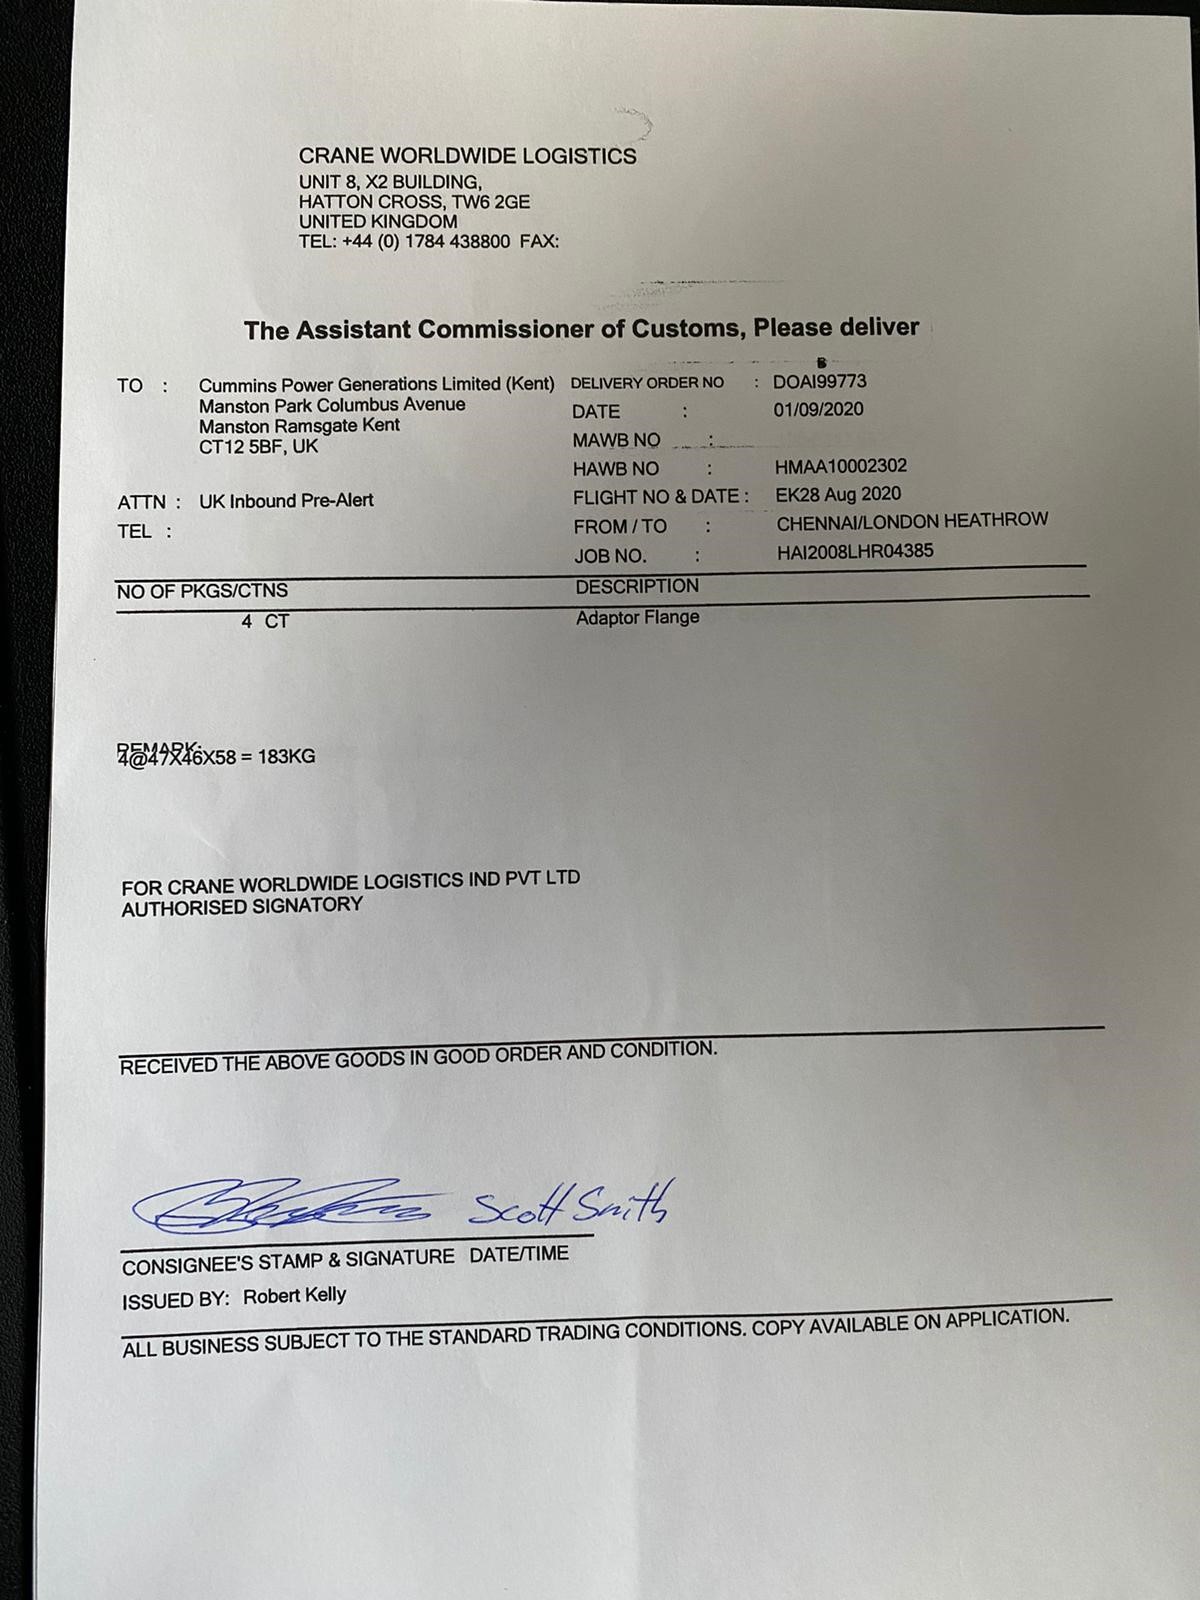 CRANE WORLDWIDE LOGISTICS
UNIT 8, X2 BUILDING,
HATTON CROSS, TW6 2GE
UNITED KINGDOM
TEL: +44 (0) 1784 438800 FAX:
The Assistant Commissioner of Customs, Please deliver
TO : Cummins Power Generations Limited (Kent)
Manston Park Columbus Avenue
Manston Ramsgate Kent
CT12 5BF, UK
ATTN : UK Inbound Pre-Alert
TEL :
DELIVERY ORDER NO : DOAI99773
DATE : 01/09/2020
MAWB NO :
HAWB NO : HMAA10002302
FLIGHT NO & DATE : EK28 Aug 2020
FROM / TO : CHENNAI/LONDON HEATHROW
JOB NO. : HAI2008LHR04385
NO OF PKGS/CTNS DESCRIPTION
4 CT Adaptor Flange
REMARK:
4@47X46X58 = 183KG
FOR CRANE WORLDWIDE LOGISTICS IND PVT LTD
AUTHORISED SIGNATORY
RECEIVED THE ABOVE GOODS IN GOOD ORDER AND CONDITION.
Scott Smith
CONSIGNEE'S STAMP & SIGNATURE DATE/TIME
ISSUED BY: Robert Kelly
ALL BUSINESS SUBJECT TO THE STANDARD TRADING CONDITIONS. COPY AVAILABLE ON APPLICATION.